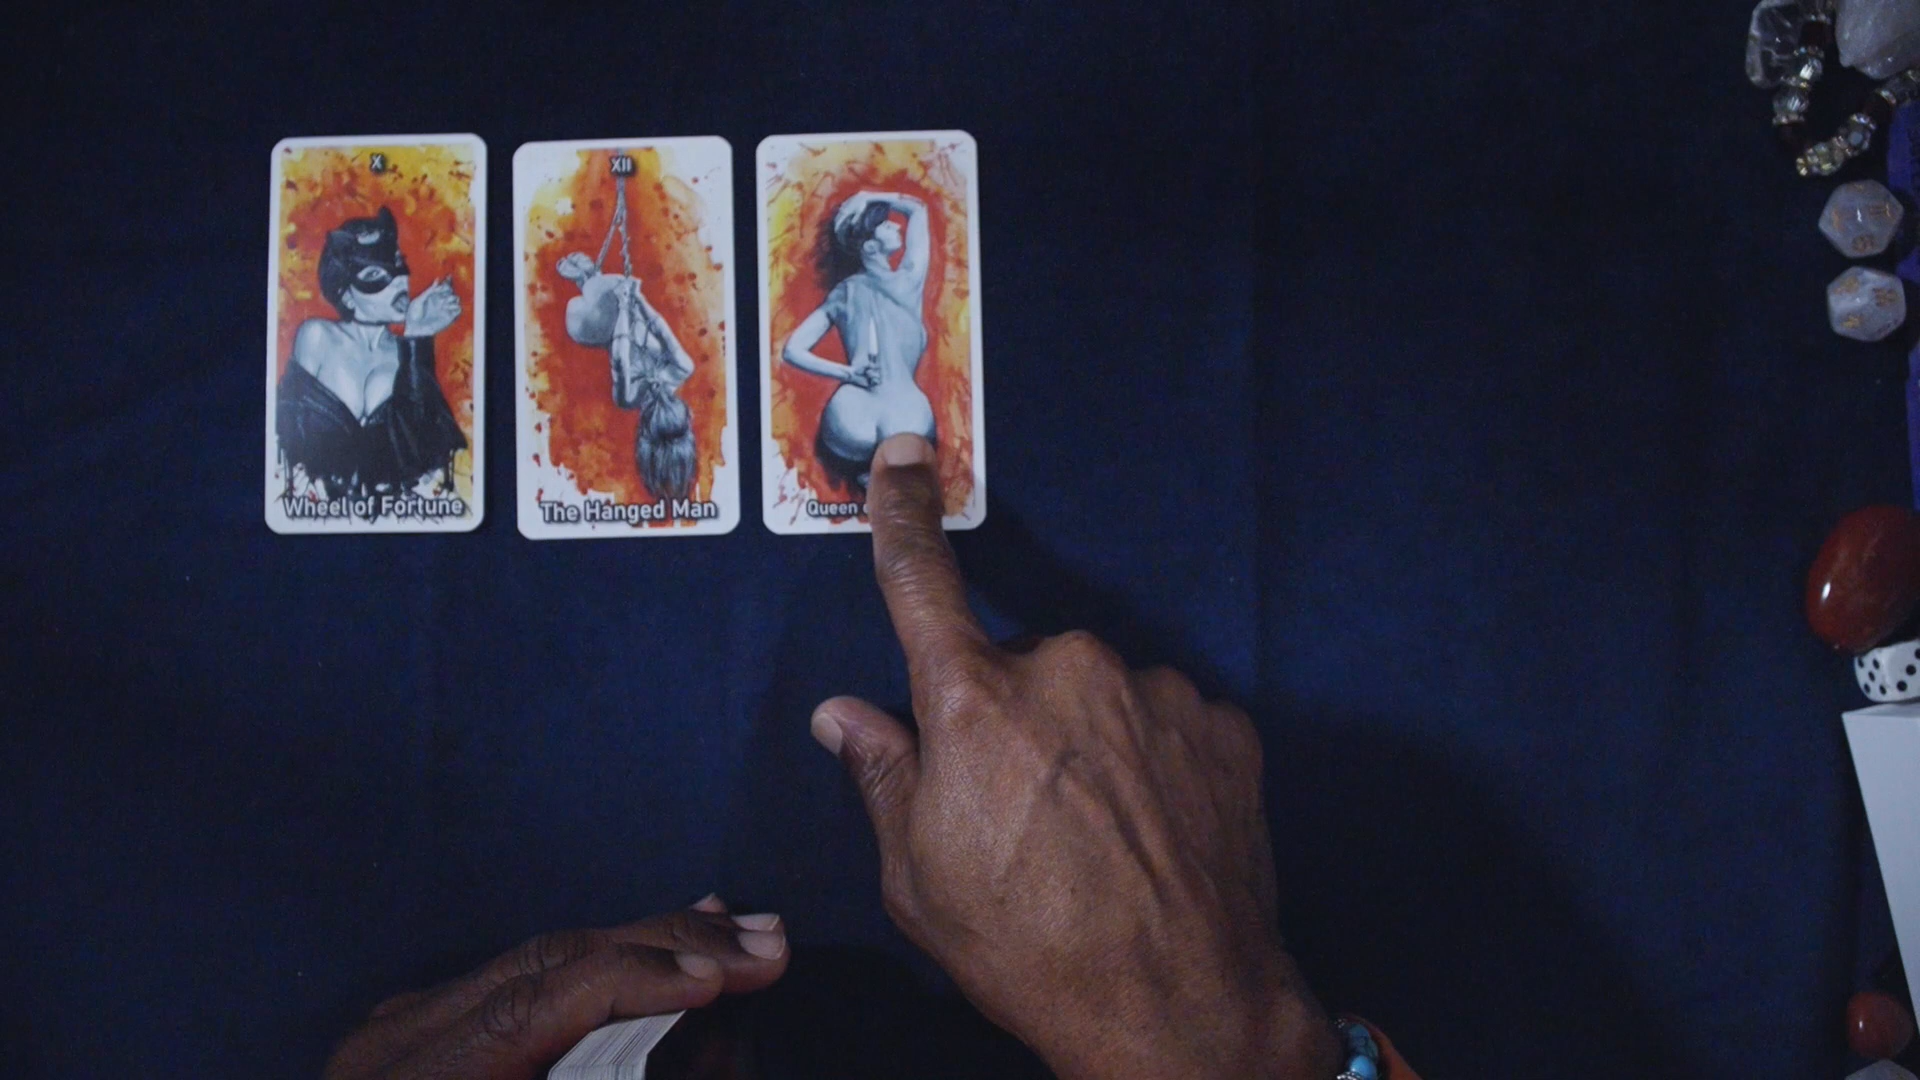 X
Wheel of Fortune
XII
The Hanged Man
Queen